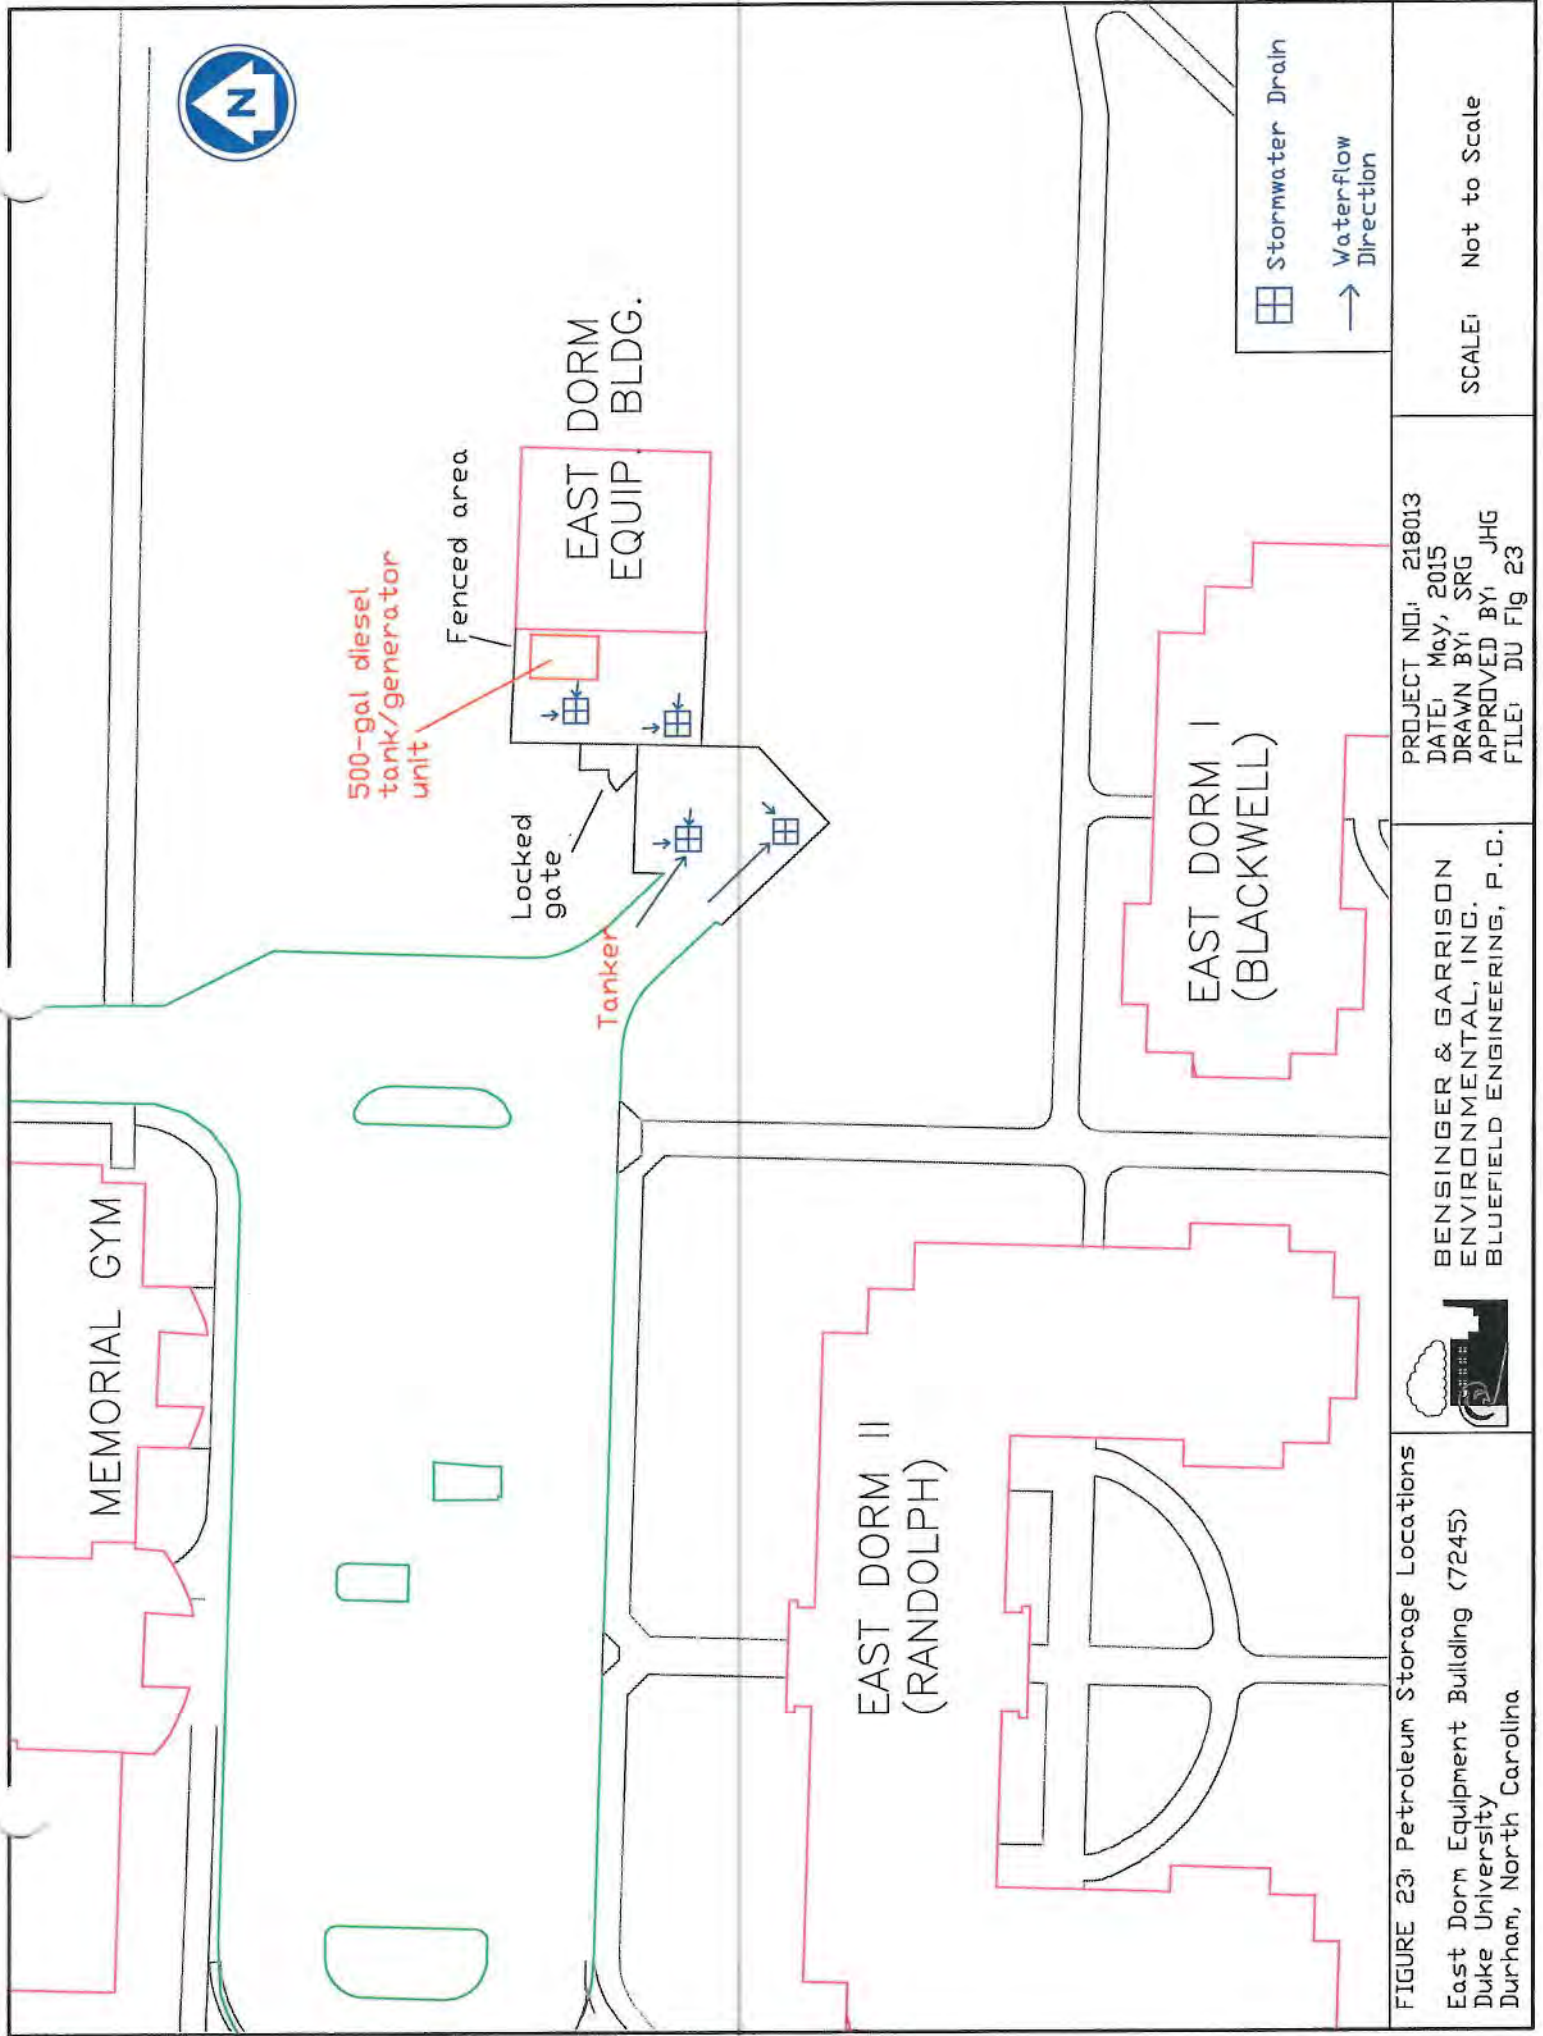 N
MEMORIAL GYM
500-gal diesel
tank/generator
unit
Fenced area
Locked
gate
EAST DORM
EQUIP. BLDG.
Tanker
EAST DORM II
(RANDOLPH)
EAST DORM I
(BLACKWELL)
Stormwater Drain
Waterflow
Direction
FIGURE 23: Petroleum Storage Locations
East Dorm Equipment Building (7245)
Duke University
Durham, North Carolina
BENSINGER & GARRISON
ENVIRONMENTAL, INC.
BLUEFIELD ENGINEERING, P.C.
PROJECT NO.: 218013
DATE: May, 2015
DRAWN BY: SRG
APPROVED BY: JHG
FILE: DU Fig 23
SCALE: Not to Scale